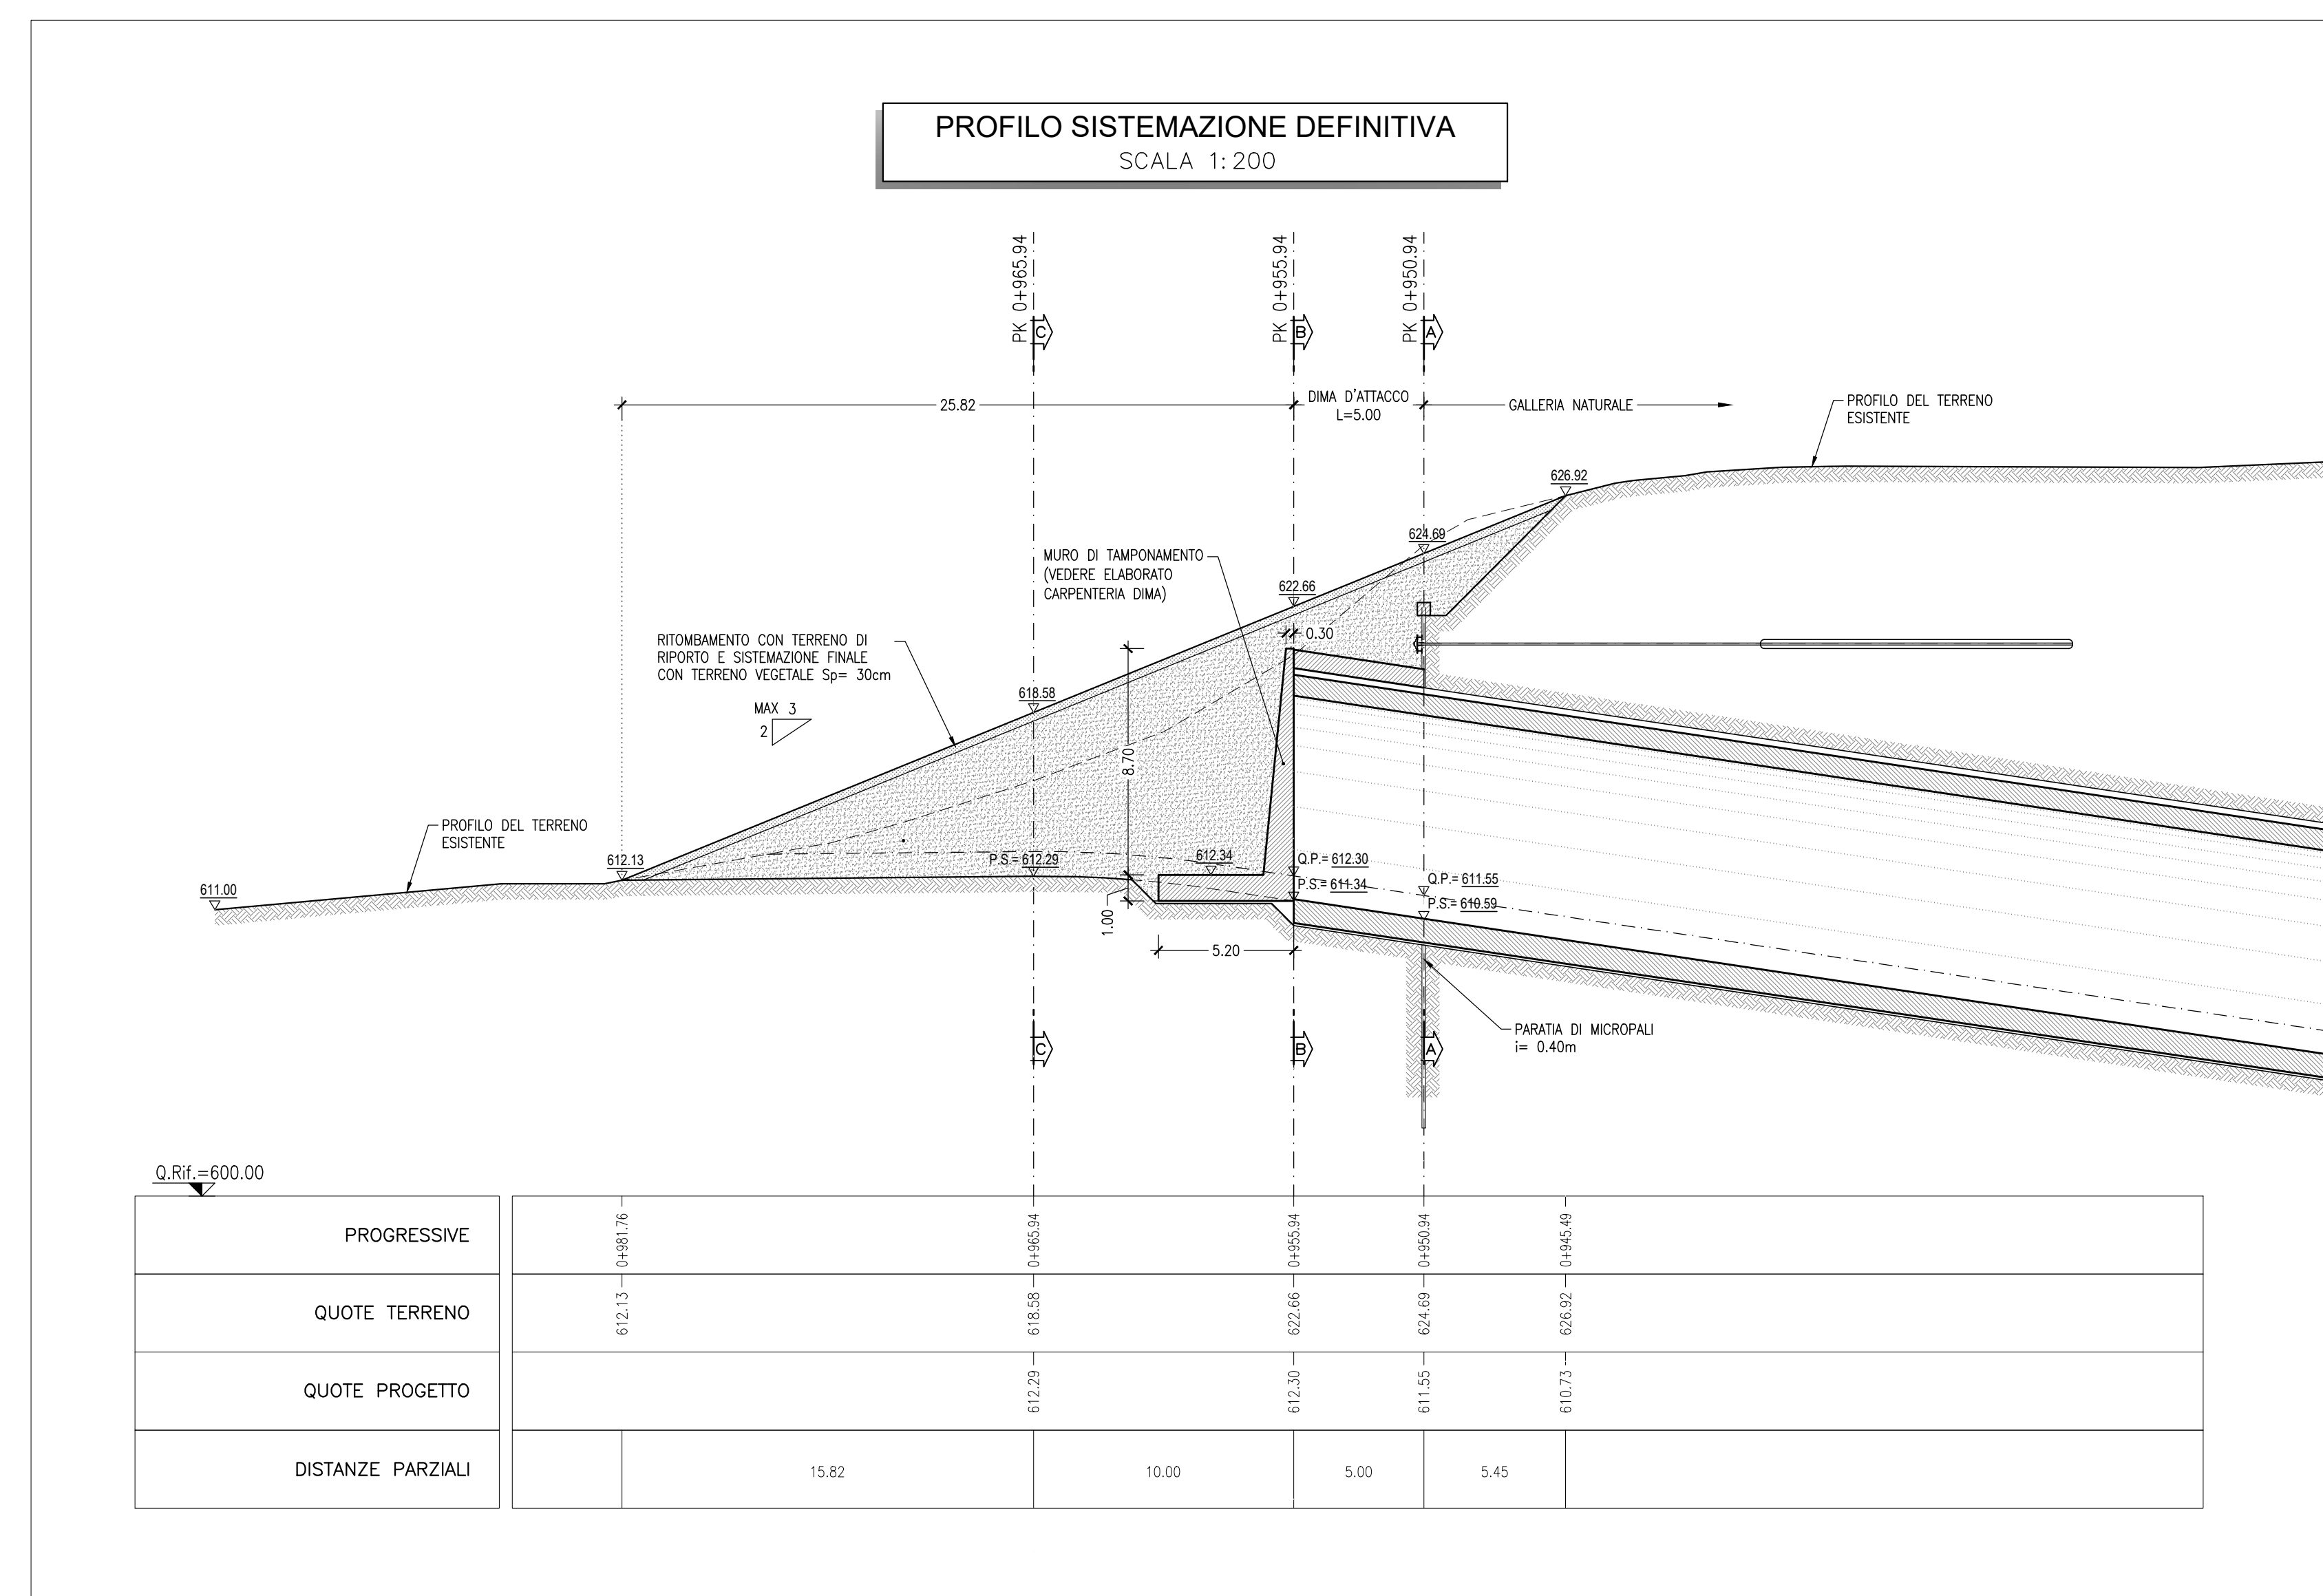 PROFILO SISTEMAZIONE DEFINITIVA
SCALA 1:200
PK 0+965.94
PK 0+955.94
PK 0+950.94
C
B
A
25.82
DIMA D'ATTACCO
L=5.00
GALLERIA NATURALE
PROFILO DEL TERRENO
ESISTENTE
626.92
624.69
MURO DI TAMPONAMENTO
(VEDERE ELABORATO
CARPENTERIA DIMA)
622.66
0.30
RITOMBAMENTO CON TERRENO DI
RIPORTO E SISTEMAZIONE FINALE
CON TERRENO VEGETALE Sp= 30cm
618.58
MAX 3
2
8.70
PROFILO DEL TERRENO
ESISTENTE
612.13
P.S.= 612.29
612.34
Q.P.= 612.30
P.S.= 611.34
Q.P.= 611.55
P.S.= 610.59
611.00
1.00
5.20
PARATIA DI MICROPALI
i= 0.40m
C
B
A
Q.Rif.=600.00
PROGRESSIVE
0+981.76
0+965.94
0+955.94
0+950.94
0+945.49
QUOTE TERRENO
612.13
618.58
622.66
624.69
626.92
QUOTE PROGETTO
612.29
612.30
611.55
610.73
DISTANZE PARZIALI
15.82
10.00
5.00
5.45